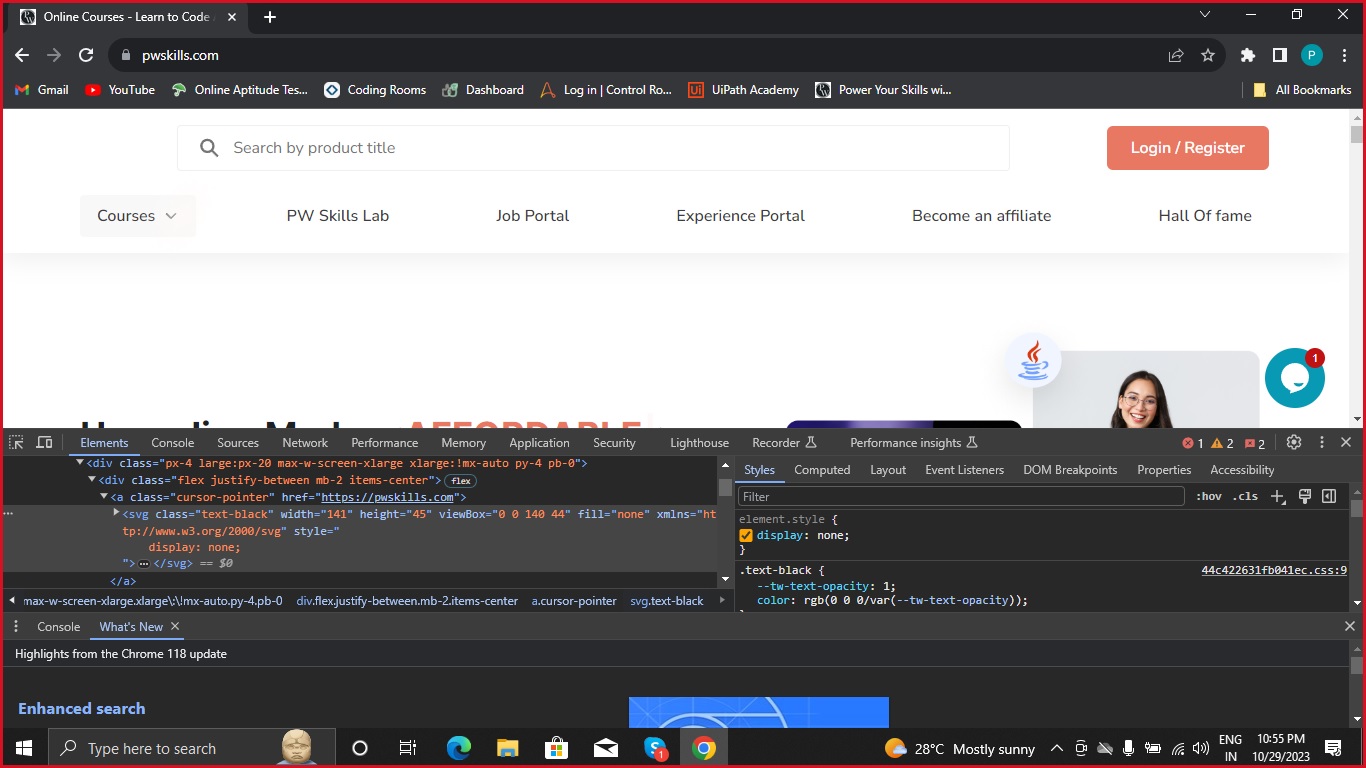 Online Courses - Learn to Code
pwskills.com
P
Gmail YouTube Online Aptitude Tes... Coding Rooms Dashboard Log in | Control Ro... UiPath Academy Power Your Skills wi... All Bookmarks
Search by product title
Login / Register
Courses PW Skills Lab Job Portal Experience Portal Become an affiliate Hall Of fame
1
AFFORDABLE
Elements Console Sources Network Performance Memory Application Security Lighthouse Recorder Performance insights 1 2 2
<div class="px-4 large:px-20 max-w-screen-xlarge xlarge:!mx-auto py-4 pb-0">
<div class="flex justify-between mb-2 items-center"> flex
<a class="cursor-pointer" href="https://pwskills.com">
<svg class="text-black" width="141" height="45" viewBox="0 0 140 44" fill="none" xmlns="ht
tp://www.w3.org/2000/svg" style="
display: none;
">…</svg> == $0
</a>
max-w-screen-xlarge.xlarge\:\!mx-auto.py-4.pb-0 div.flex.justify-between.mb-2.items-center a.cursor-pointer svg.text-black
Styles Computed Layout Event Listeners DOM Breakpoints Properties Accessibility
Filter :hov .cls
element.style {
display: none;
}
.text-black { 44c422631fb041ec.css:9
--tw-text-opacity: 1;
color: rgb(0 0 0/var(--tw-text-opacity));
Console What's New
Highlights from the Chrome 118 update
Enhanced search
Type here to search
1
28°C Mostly sunny
ENG
IN
10:55 PM
10/29/2023